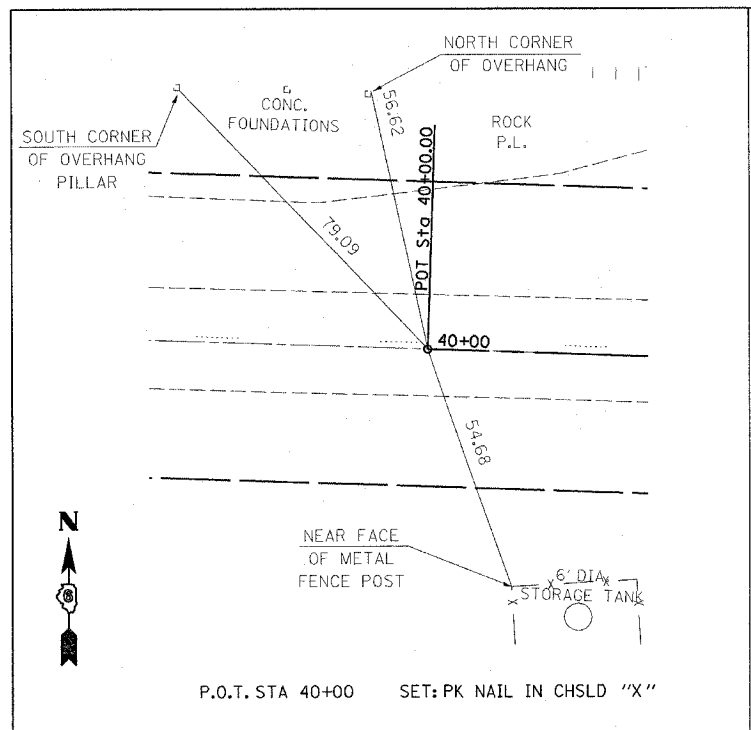 NORTH CORNER
OF OVERHANG
CONC.
FOUNDATIONS
56.62
ROCK
P.L.
SOUTH CORNER
OF OVERHANG
PILLAR
79.09
POT Sta 40+00.00
40+00
54.68
N
6
NEAR FACE
OF METAL
FENCE POST
6' DIA
STORAGE TANK
P.O.T. STA 40+00 SET: PK NAIL IN CHSLD "X"